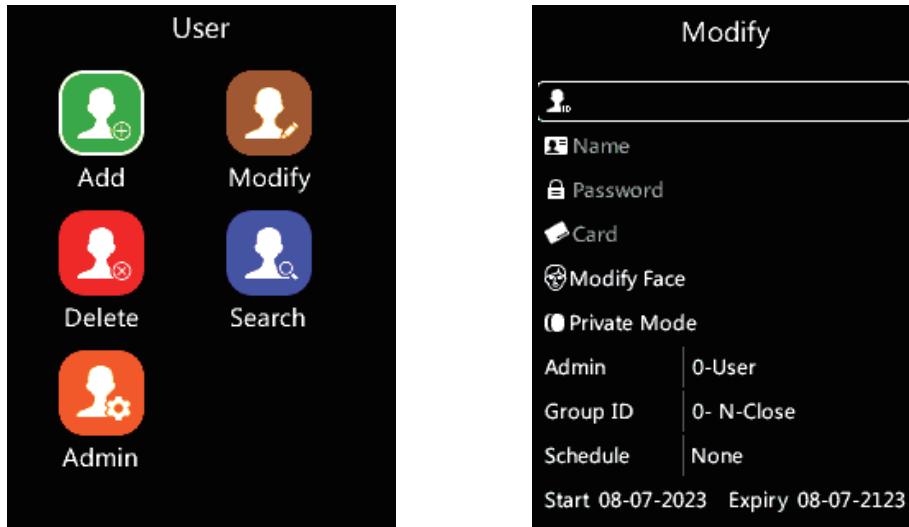 User
Add
Modify
Delete
Search
Admin
Modify
ID
Name
Password
Card
Modify Face
Private Mode
Admin 0-User
Group ID 0- N-Close
Schedule None
Start 08-07-2023 Expiry 08-07-2123